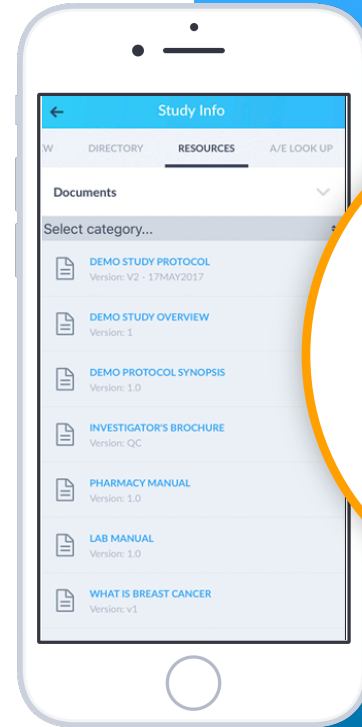 Study Info
W DIRECTORY RESOURCES A/E LOOK UP
Documents
Select category...
DEMO STUDY PROTOCOL
Version: V2 - 17MAY2017
DEMO STUDY OVERVIEW
Version: 1
DEMO PROTOCOL SYNOPSIS
Version: 1.0
INVESTIGATOR'S BROCHURE
Version: QC
PHARMACY MANUAL
Version: 1.0
LAB MANUAL
Version: 1.0
WHAT IS BREAST CANCER
Version: v1